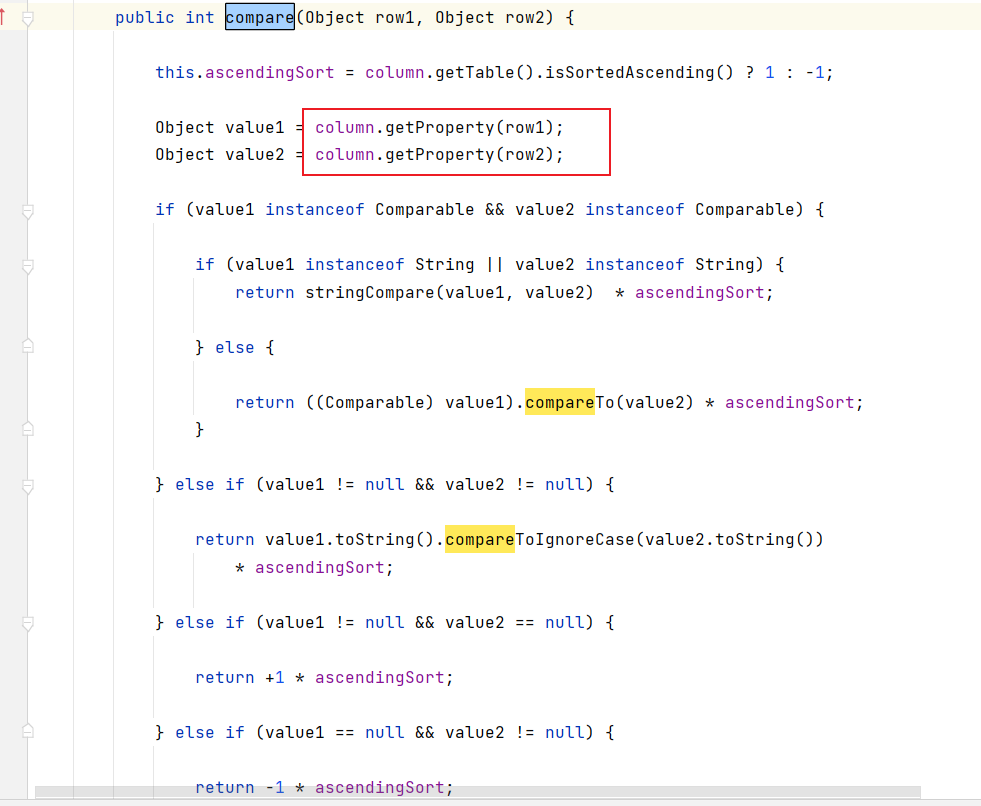 public int compare(Object row1, Object row2) {
this.ascendingSort = column.getTable().isSortedAscending() ? 1 : -1;
Object value1 = column.getProperty(row1);
Object value2 = column.getProperty(row2);
if (value1 instanceof Comparable && value2 instanceof Comparable) {
if (value1 instanceof String || value2 instanceof String) {
return stringCompare(value1, value2)  * ascendingSort;
} else {
return ((Comparable) value1).compareTo(value2) * ascendingSort;
}
} else if (value1 != null && value2 != null) {
return value1.toString().compareToIgnoreCase(value2.toString())
* ascendingSort;
} else if (value1 != null && value2 == null) {
return +1 * ascendingSort;
} else if (value1 == null && value2 != null) {
return -1 * ascendingSort;